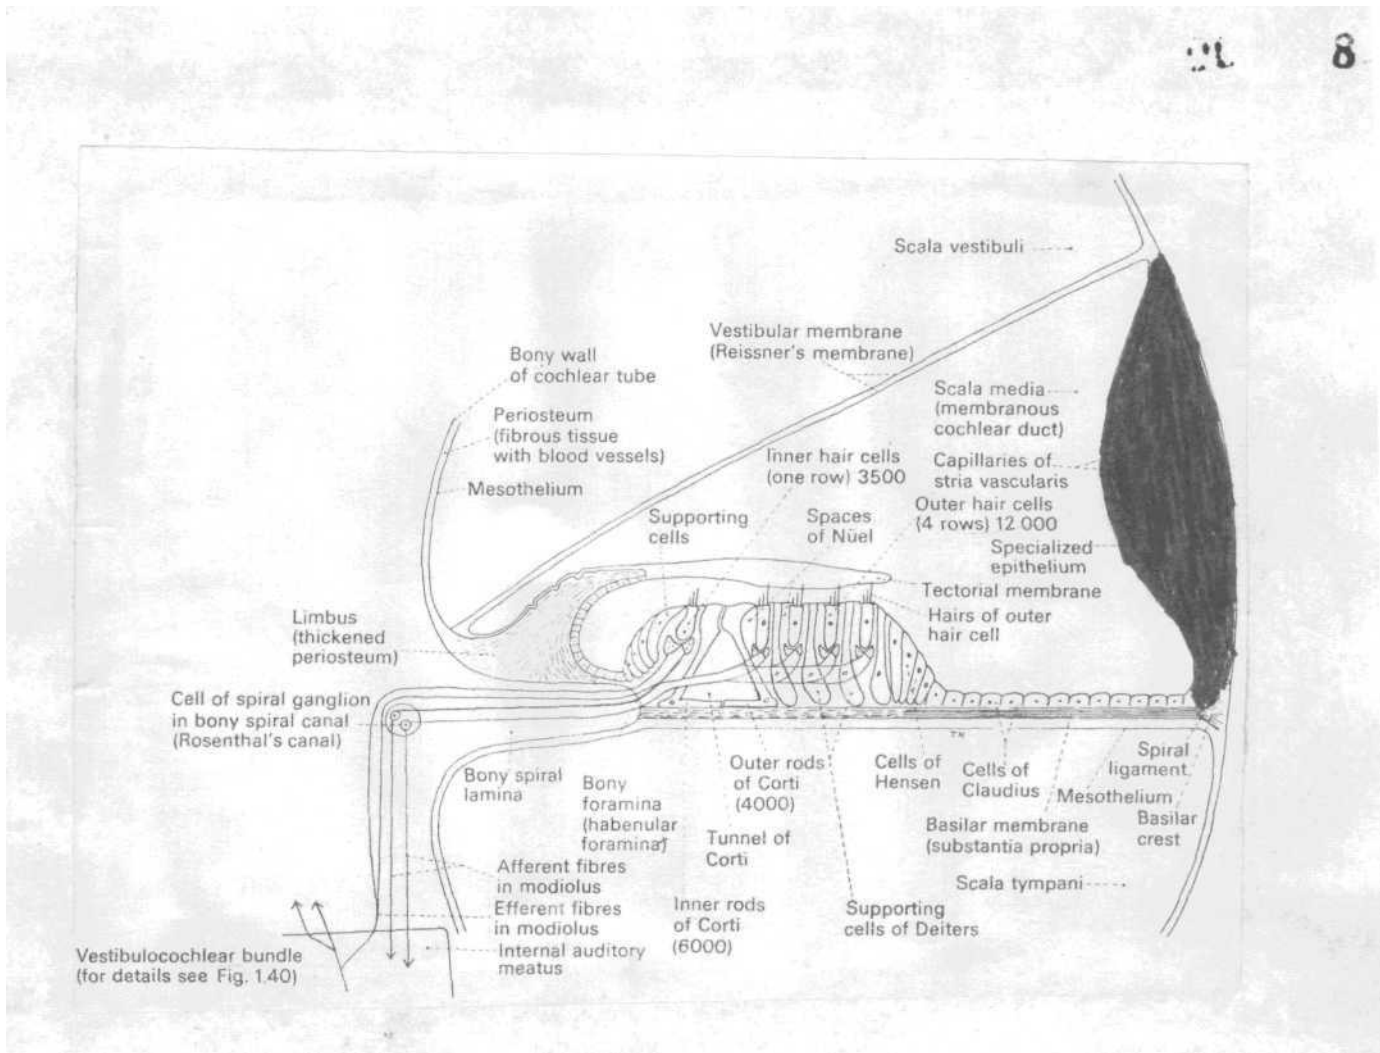 8
Scala vestibuli
Vestibular membrane
(Reissner's membrane)
Bony wall
of cochlear tube
Scala media
(membranous
cochlear duct)
Periosteum
(fibrous tissue
with blood vessels)
Inner hair cells
(one row) 3500
Capillaries of
stria vascularis
Mesothelium
Supporting
cells
Spaces
of Nuel
Outer hair cells
(4 rows) 12 000
Specialized
epithelium
Tectorial membrane
Hairs of outer
hair cell
Limbus
(thickened
periosteum)
Cell of spiral ganglion
in bony spiral canal
(Rosenthal's canal)
Bony spiral
lamina
Bony
foramina
(habenular
foramina)
Outer rods
of Corti
(4000)
Tunnel of
Corti
Cells of
Hensen
Cells of
Claudius
Spiral
ligament
Mesothelium
Basilar
crest
Basilar membrane
(substantia propria)
Scala tympani
Afferent fibres
in modiolus
Efferent fibres
in modiolus
Internal auditory
meatus
Inner rods
of Corti
(6000)
Supporting
cells of Deiters
Vestibulocochlear bundle
(for details see Fig. 1.40)